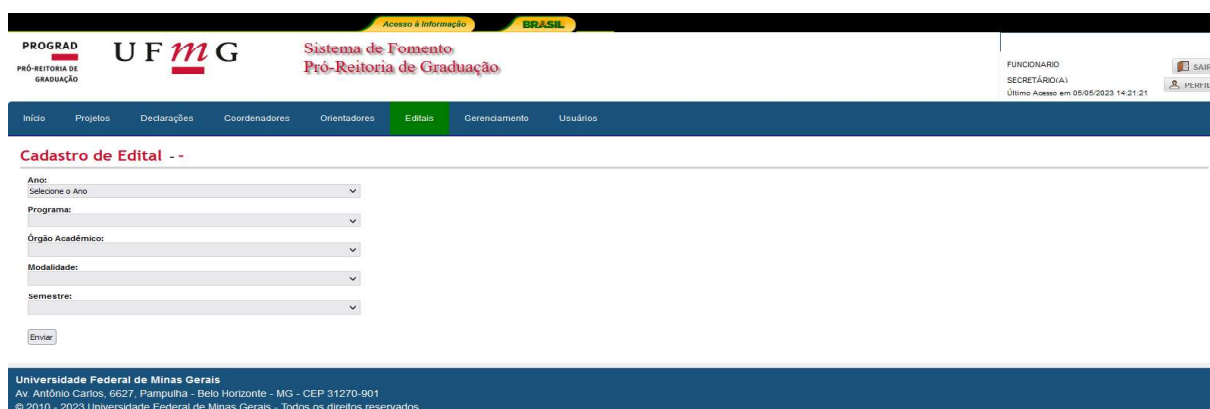 Acesso à Informação
BRASIL
PROGRAD
PRÓ-REITORIA DE
GRADUAÇÃO
UFMG
Sistema de Fomento
Pró-Reitoria de Graduação
FUNCIONARIO
SECRETÁRIO(A)
Último Acesso em 05/05/2023 14:21:21
SAIR
PERFIL
Início Projetos Declarações Coordenadores Orientadores Editais Gerenciamento Usuários
Cadastro de Edital - -
Ano:
Selecione o Ano
Programa:
Órgão Acadêmico:
Modalidade:
Semestre:
Enviar
Universidade Federal de Minas Gerais
Av. Antônio Carlos, 6627, Pampulha - Belo Horizonte - MG - CEP 31270-901
© 2010 - 2023 Universidade Federal de Minas Gerais - Todos os direitos reservados